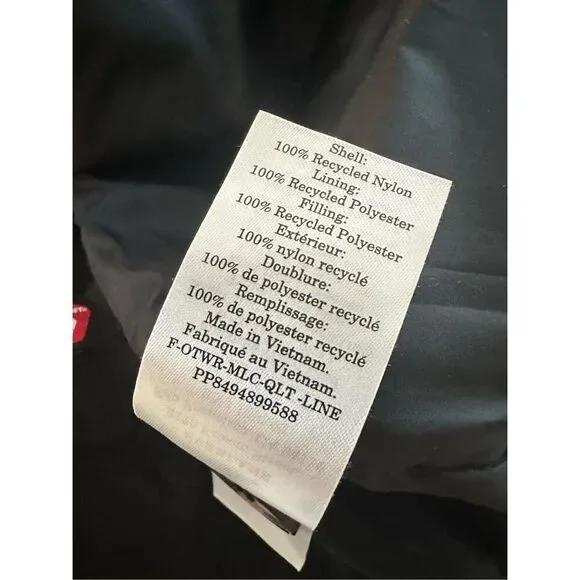 Shell:
100% Recycled Nylon
Lining:
100% Recycled Polyester
Filling:
100% Recycled Polyester
Extérieur:
100% nylon recyclé
Doublure:
100% de polyester recyclé
Remplissage:
100% de polyester recyclé
Made in Vietnam.
Fabriqué au Vietnam.
F-OTWR-MLC-QLT -LINE
PP8494899588